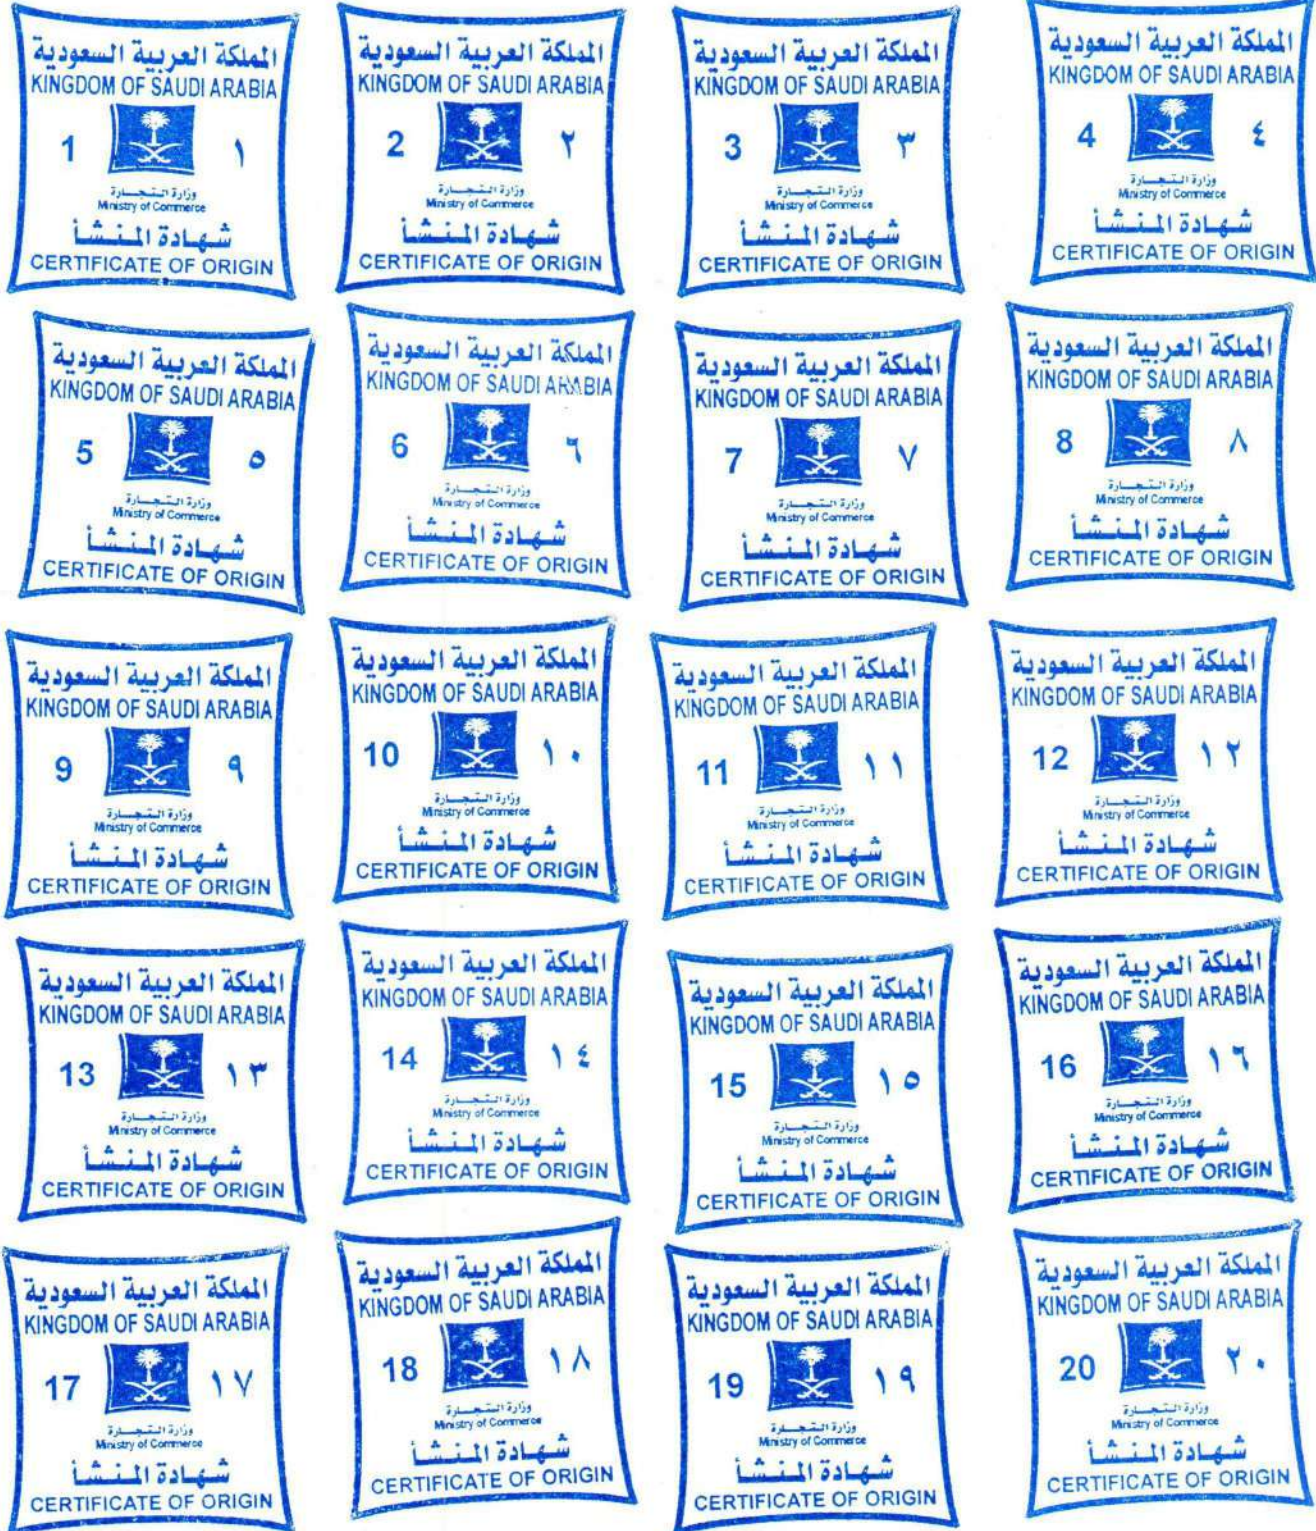 المملكة العربية السعودية
KINGDOM OF SAUDI ARABIA
1 ١
وزارة التجارة
Ministry of Commerce
شهادة المنشأ
CERTIFICATE OF ORIGIN
المملكة العربية السعودية
KINGDOM OF SAUDI ARABIA
2 ٢
وزارة التجارة
Ministry of Commerce
شهادة المنشأ
CERTIFICATE OF ORIGIN
المملكة العربية السعودية
KINGDOM OF SAUDI ARABIA
3 ٣
وزارة التجارة
Ministry of Commerce
شهادة المنشأ
CERTIFICATE OF ORIGIN
المملكة العربية السعودية
KINGDOM OF SAUDI ARABIA
4 ٤
وزارة التجارة
Ministry of Commerce
شهادة المنشأ
CERTIFICATE OF ORIGIN
المملكة العربية السعودية
KINGDOM OF SAUDI ARABIA
5 ٥
وزارة التجارة
Ministry of Commerce
شهادة المنشأ
CERTIFICATE OF ORIGIN
المملكة العربية السعودية
KINGDOM OF SAUDI ARABIA
6 ٦
وزارة التجارة
Ministry of Commerce
شهادة المنشأ
CERTIFICATE OF ORIGIN
المملكة العربية السعودية
KINGDOM OF SAUDI ARABIA
7 ٧
وزارة التجارة
Ministry of Commerce
شهادة المنشأ
CERTIFICATE OF ORIGIN
المملكة العربية السعودية
KINGDOM OF SAUDI ARABIA
8 ٨
وزارة التجارة
Ministry of Commerce
شهادة المنشأ
CERTIFICATE OF ORIGIN
المملكة العربية السعودية
KINGDOM OF SAUDI ARABIA
9 ٩
وزارة التجارة
Ministry of Commerce
شهادة المنشأ
CERTIFICATE OF ORIGIN
المملكة العربية السعودية
KINGDOM OF SAUDI ARABIA
10 ١٠
وزارة التجارة
Ministry of Commerce
شهادة المنشأ
CERTIFICATE OF ORIGIN
المملكة العربية السعودية
KINGDOM OF SAUDI ARABIA
11 ١١
وزارة التجارة
Ministry of Commerce
شهادة المنشأ
CERTIFICATE OF ORIGIN
المملكة العربية السعودية
KINGDOM OF SAUDI ARABIA
12 ١٢
وزارة التجارة
Ministry of Commerce
شهادة المنشأ
CERTIFICATE OF ORIGIN
المملكة العربية السعودية
KINGDOM OF SAUDI ARABIA
13 ١٣
وزارة التجارة
Ministry of Commerce
شهادة المنشأ
CERTIFICATE OF ORIGIN
المملكة العربية السعودية
KINGDOM OF SAUDI ARABIA
14 ١٤
وزارة التجارة
Ministry of Commerce
شهادة المنشأ
CERTIFICATE OF ORIGIN
المملكة العربية السعودية
KINGDOM OF SAUDI ARABIA
15 ١٥
وزارة التجارة
Ministry of Commerce
شهادة المنشأ
CERTIFICATE OF ORIGIN
المملكة العربية السعودية
KINGDOM OF SAUDI ARABIA
16 ١٦
وزارة التجارة
Ministry of Commerce
شهادة المنشأ
CERTIFICATE OF ORIGIN
المملكة العربية السعودية
KINGDOM OF SAUDI ARABIA
17 ١٧
وزارة التجارة
Ministry of Commerce
شهادة المنشأ
CERTIFICATE OF ORIGIN
المملكة العربية السعودية
KINGDOM OF SAUDI ARABIA
18 ١٨
وزارة التجارة
Ministry of Commerce
شهادة المنشأ
CERTIFICATE OF ORIGIN
المملكة العربية السعودية
KINGDOM OF SAUDI ARABIA
19 ١٩
وزارة التجارة
Ministry of Commerce
شهادة المنشأ
CERTIFICATE OF ORIGIN
المملكة العربية السعودية
KINGDOM OF SAUDI ARABIA
20 ٢٠
وزارة التجارة
Ministry of Commerce
شهادة المنشأ
CERTIFICATE OF ORIGIN